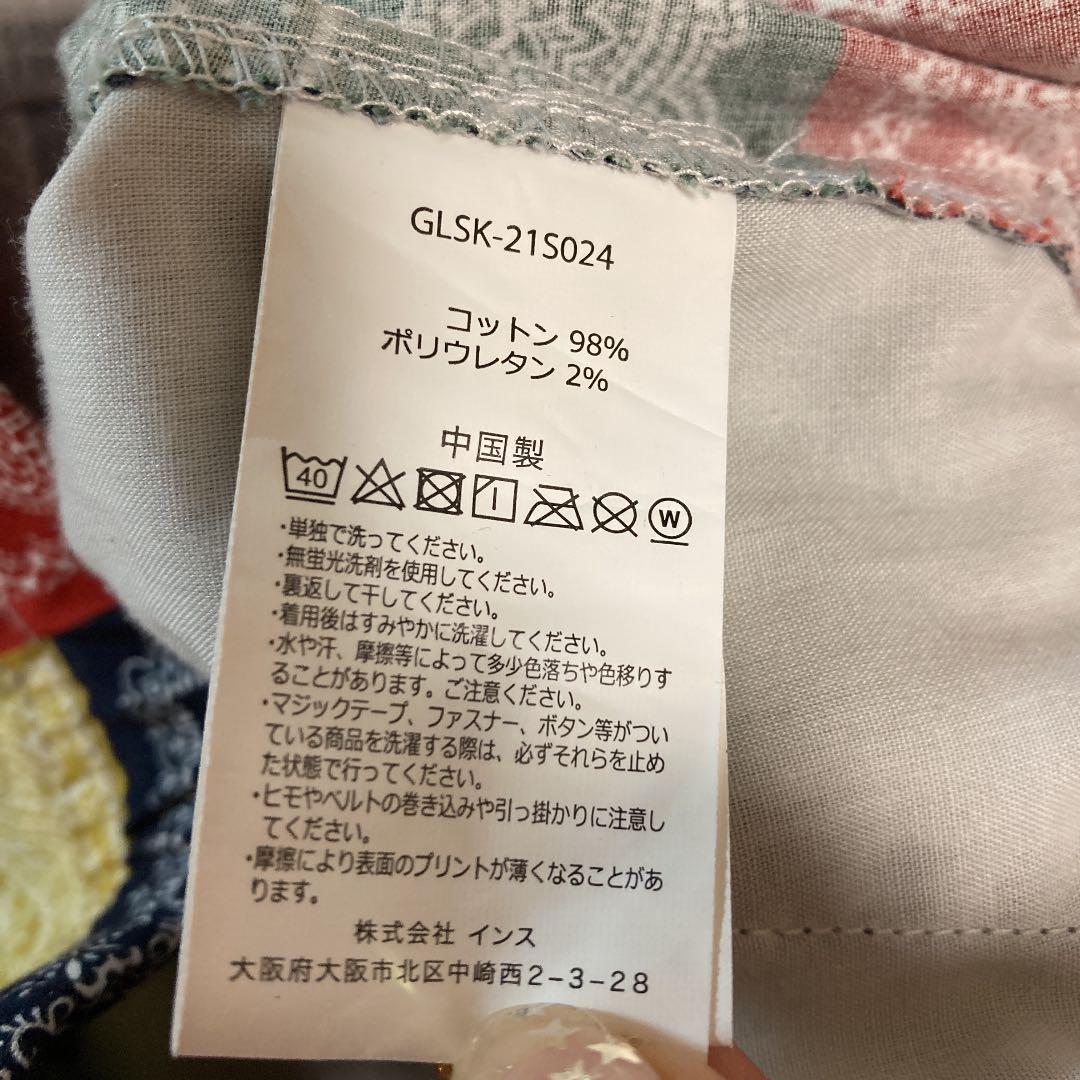 GLSK-21S024
コットン 98%
ポリウレタン 2%
中国製
40 W
・単独で洗ってください。
・無蛍光洗剤を使用してください。
・裏返して干してください。
・着用後はすみやかに洗濯してください。
・水や汗、摩擦等によって多少色落ちや色移りす
ることがあります。ご注意ください。
・マジックテープ、ファスナー、ボタン等がつい
ている商品を洗濯する際は、必ずそれらを止め
た状態で行ってください。
・ヒモやベルトの巻き込みや引っ掛かりに注意し
てください。
・摩擦により表面のプリントが薄くなることがあ
ります。
株式会社 インス
大阪府大阪市北区中崎西2-3-28